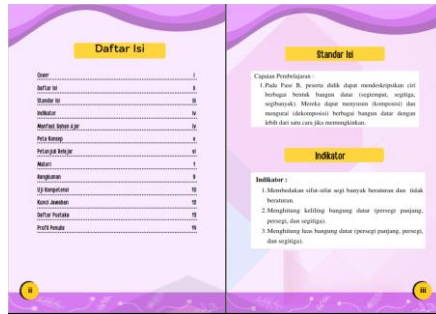 Daftar Isi
Cover i
Daftar Isi ii
Standar Isi iii
Indikator iv
Manfaat Bahan Ajar iv
Peta Konsep v
Petunjuk Belajar vi
Materi 1
Rangkuman 9
Uji Kompetensi 10
Kunci Jawaban 12
Daftar Pustaka 13
Profil Penulis 14
ii
Standar Isi
Capaian Pembelajaran :
1.Pada Fase B, peserta didik dapat mendeskripsikan ciri
berbagai bentuk bangun datar (segiempat, segitiga,
segibanyak). Mereka dapat menyusun (komposisi) dan
mengurai (dekomposisi) berbagai bangun datar dengan
lebih dari satu cara jika memungkinkan.
Indikator
Indikator :
1. Membedakan sifat-sifat segi banyak beraturan dan tidak
beraturan.
2. Menghitung keliling bangung datar (persegi panjang,
persegi, dan segitiga).
3. Menghitung luas bangung datar (persegi panjang, persegi,
dan segitiga).
iii